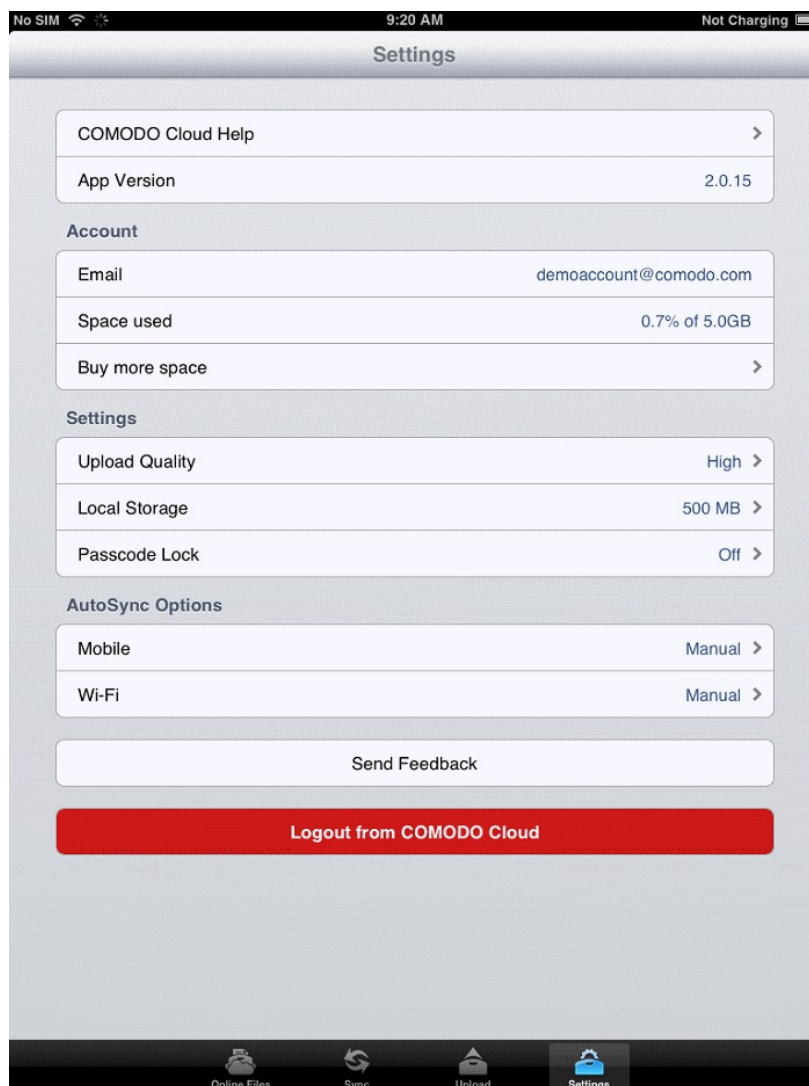 No SIM 9:20 AM Not Charging
Settings
COMODO Cloud Help
App Version 2.0.15
Account
Email demoaccount@comodo.com
Space used 0.7% of 5.0GB
Buy more space
Settings
Upload Quality High
Local Storage 500 MB
Passcode Lock Off
AutoSync Options
Mobile Manual
Wi-Fi Manual
Send Feedback
Logout from COMODO Cloud
Online Files Sync Upload Settings